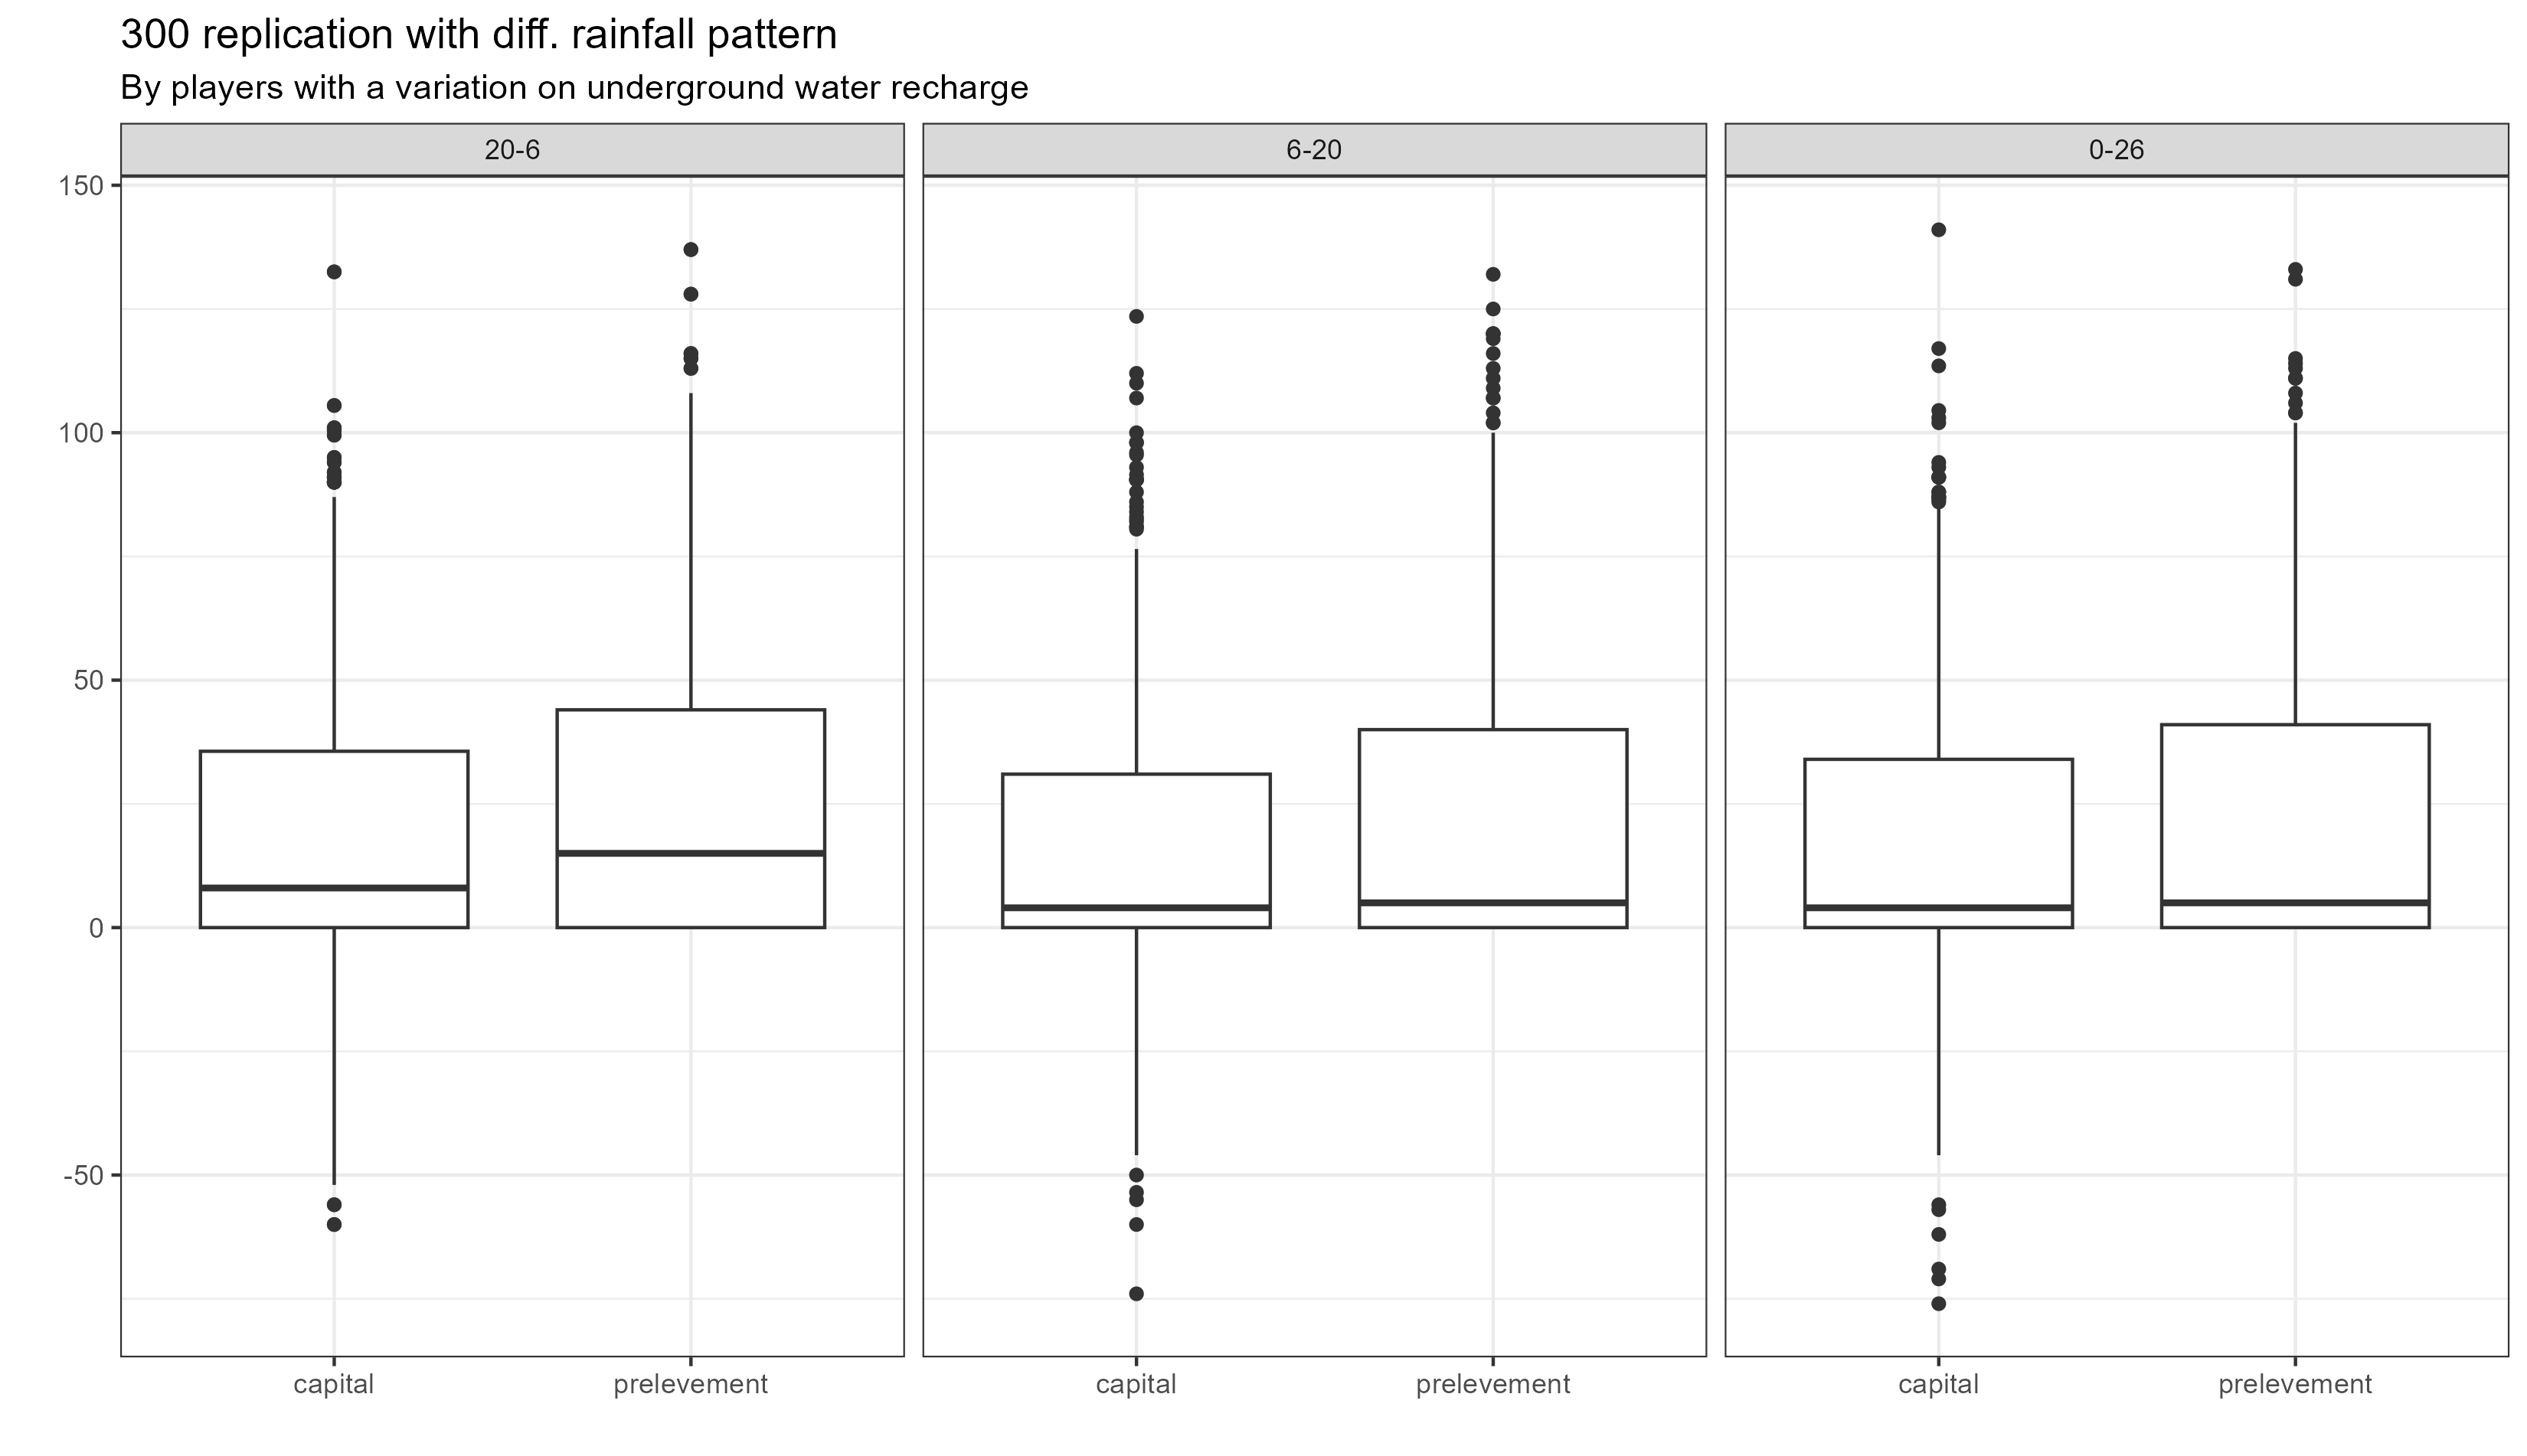 300 replication with diff. rainfall pattern
By players with a variation on underground water recharge
20-6 6-20 0-26
150
100
50
0
-50
capital prelevement capital prelevement capital prelevement